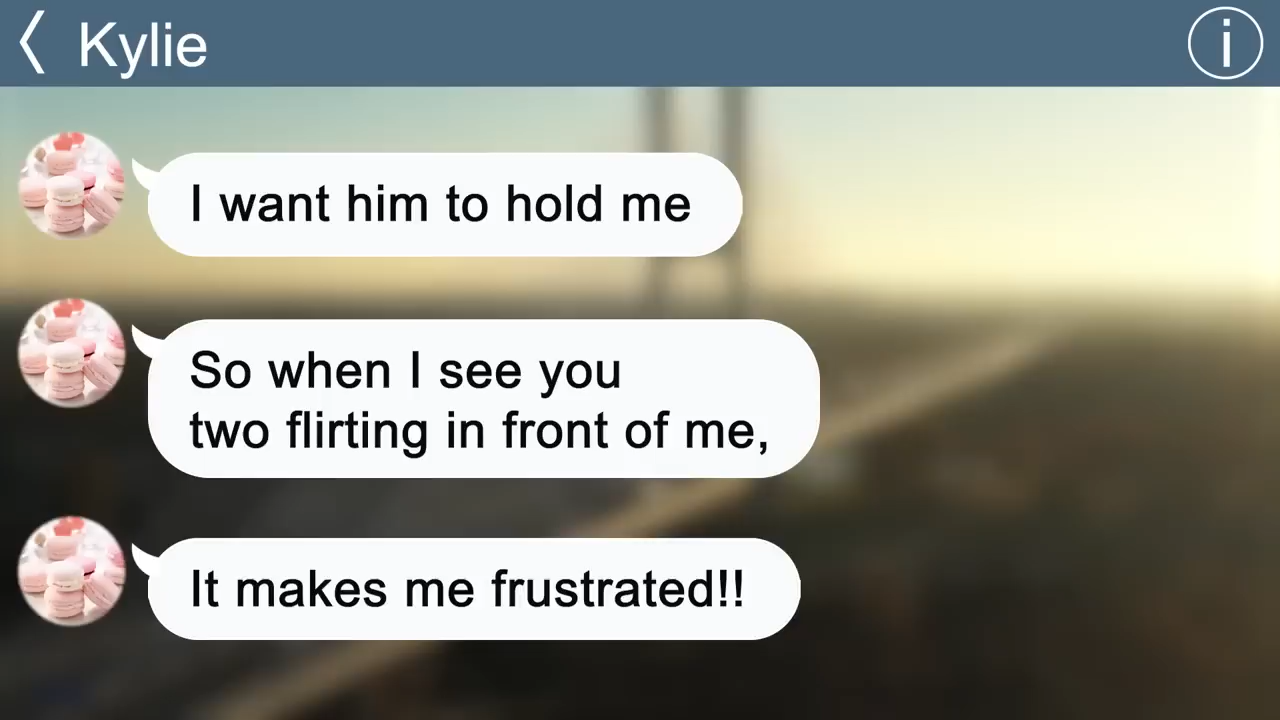 Kylie
I want him to hold me
So when I see you
two flirting in front of me,
It makes me frustrated!!